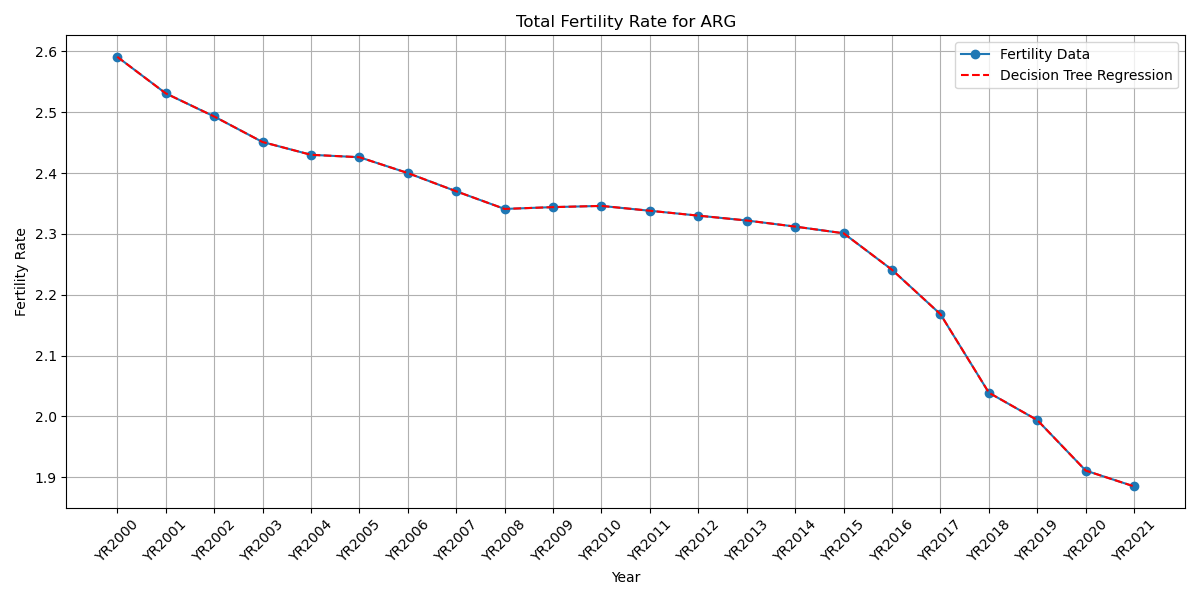 Total Fertility Rate for ARG
Fertility Data
Decision Tree Regression
Fertility Rate
2.6
2.5
2.4
2.3
2.2
2.1
2.0
1.9
YR2000
YR2001
YR2002
YR2003
YR2004
YR2005
YR2006
YR2007
YR2008
YR2009
YR2010
YR2011
YR2012
YR2013
YR2014
YR2015
YR2016
YR2017
YR2018
YR2019
YR2020
YR2021
Year